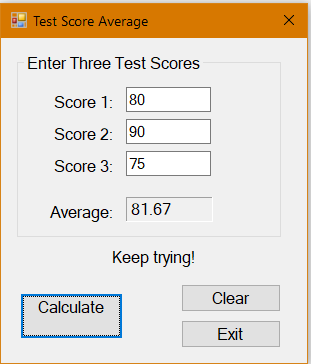 Test Score Average
Enter Three Test Scores
Score 1: 80
Score 2: 90
Score 3: 75
Average: 81.67
Keep trying!
Calculate
Clear
Exit